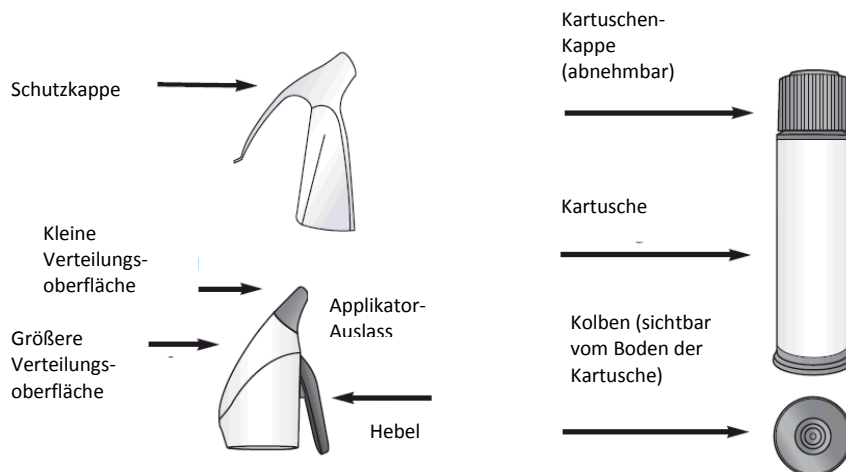 Schutzkappe
Kleine
Verteilungs-
oberfläche
Größere
Verteilungs-
oberfläche
Applikator-
Auslass
Hebel
Kartuschen-
Kappe
(abnehmbar)
Kartusche
Kolben (sichtbar
vom Boden der
Kartusche)